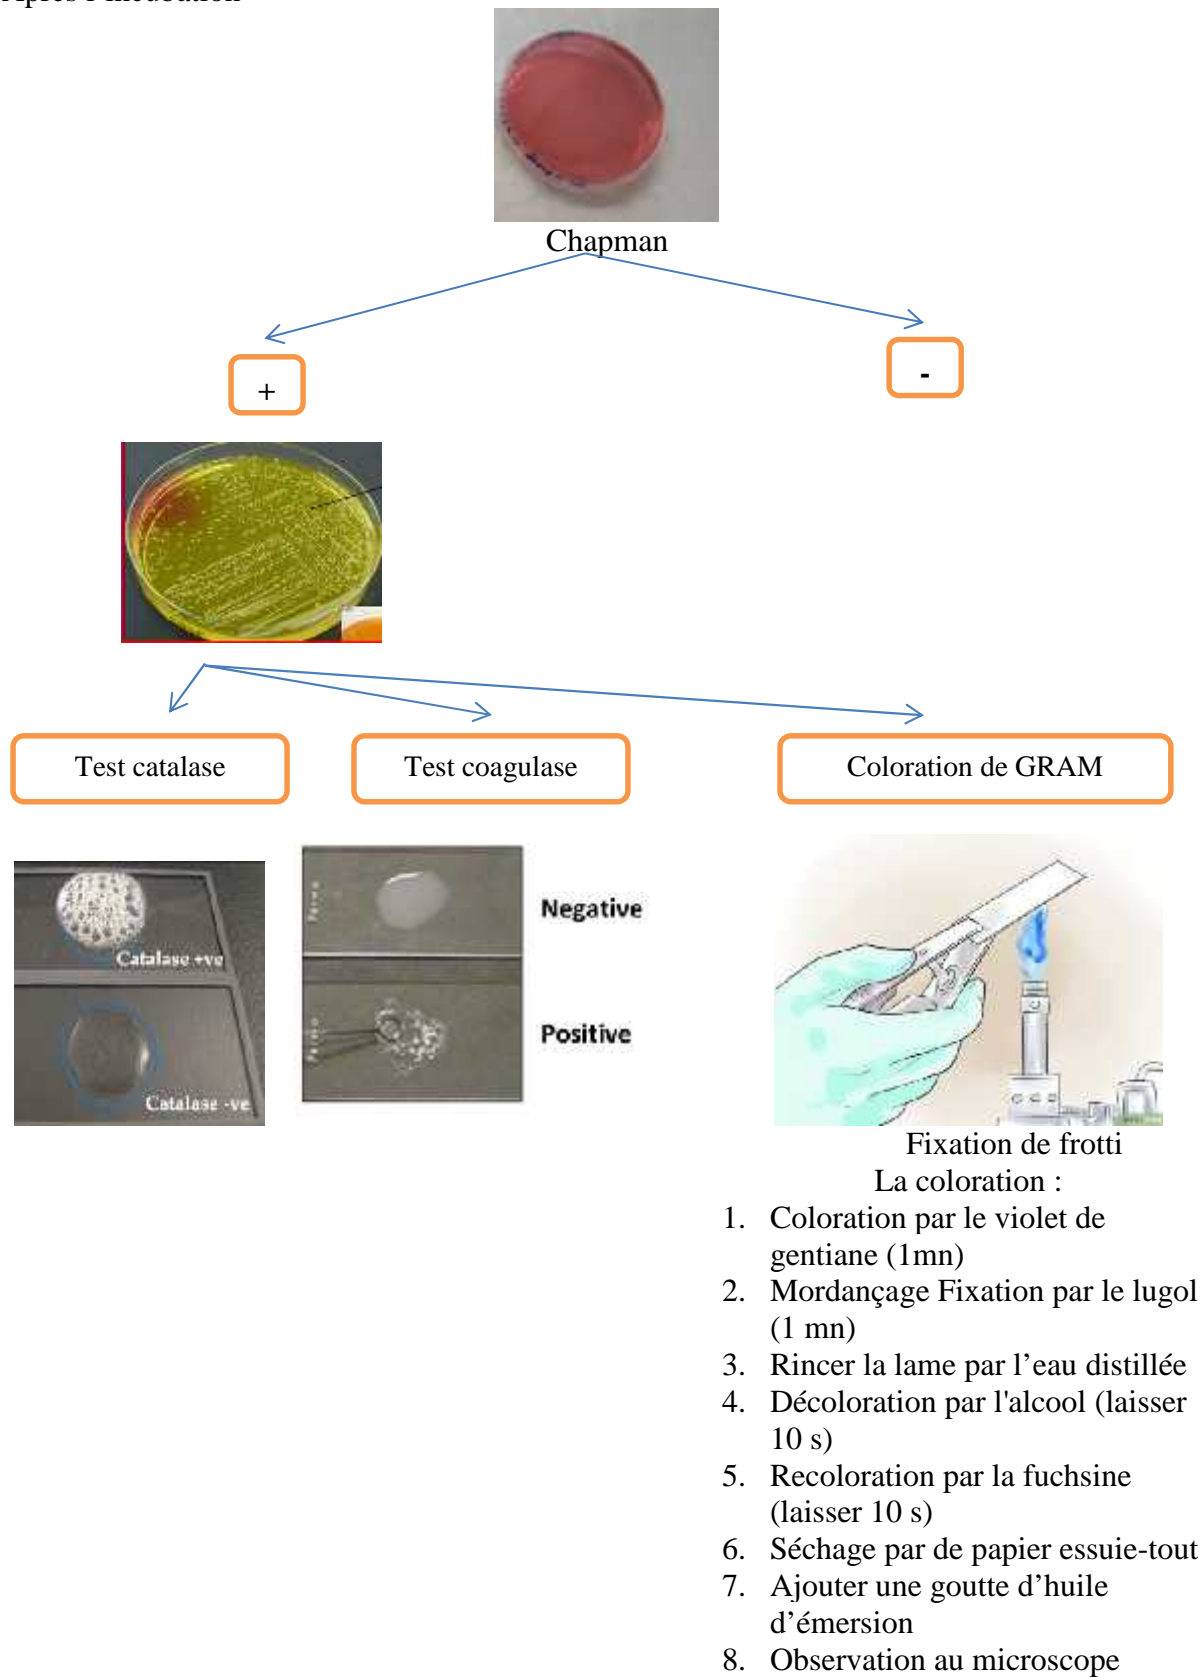 Après l'incubation
Chapman
+
-
Test catalase
Test coagulase
Coloration de GRAM
Catalase +ve
Catalase -ve
Negative
Positive
Fixation de frotti
La coloration :
1. Coloration par le violet de
gentiane (1mn)
2. Mordançage Fixation par le lugol
(1 mn)
3. Rincer la lame par l’eau distillée
4. Décoloration par l'alcool (laisser
10 s)
5. Recoloration par la fuchsine
(laisser 10 s)
6. Séchage par de papier essuie-tout
7. Ajouter une goutte d’huile
d’émersion
8. Observation au microscope